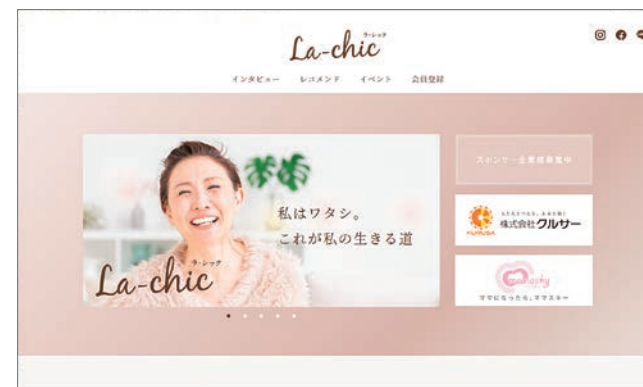 ラ・シック
La-chic
インタビュー レコメンド イベント 会員登録
私はワタシ。
これが私の生きる道
ラ・シック
La-chic
スポンサー企業様募集中
KURUSA
株式会社クルサー
ママになったら、ママスキー